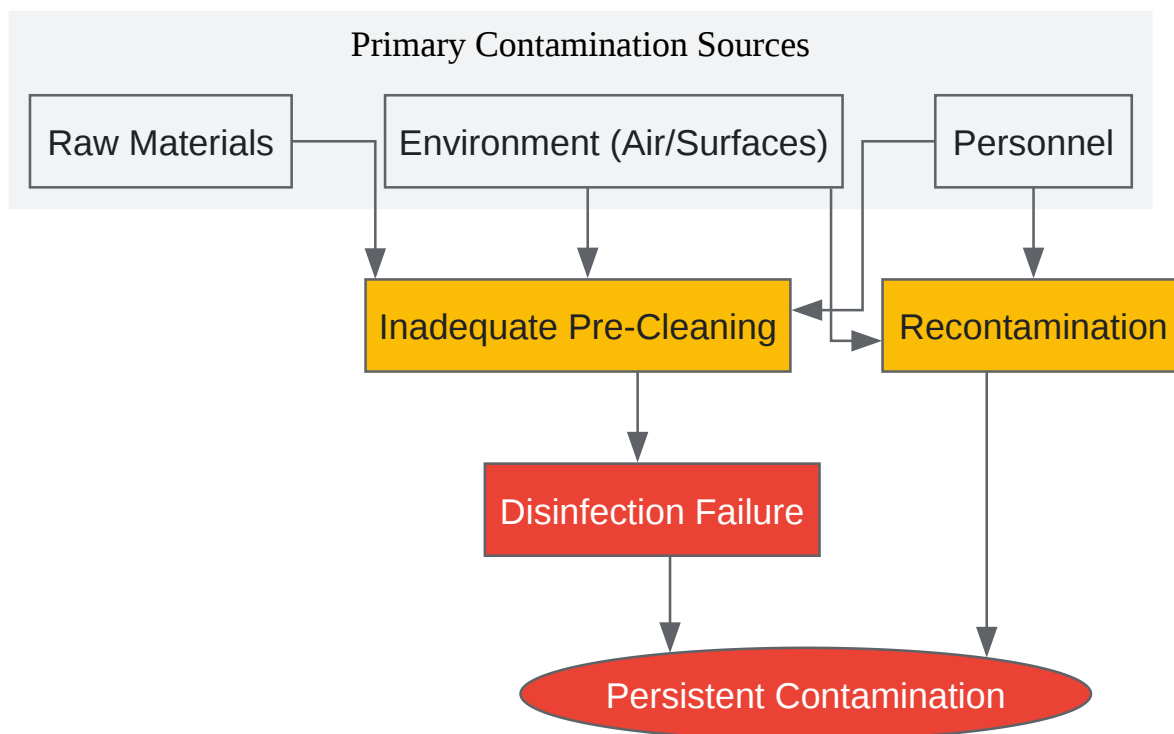 Primary Contamination Sources
Raw Materials
Environment (Air/Surfaces)
Personnel
Inadequate Pre-Cleaning
Recontamination
Disinfection Failure
Persistent Contamination